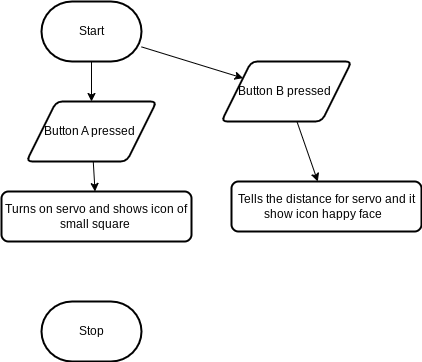 Start
Button B pressed
Button A pressed
Turns on servo and shows icon of
small square
Tells the distance for servo and it
show icon happy face
Stop